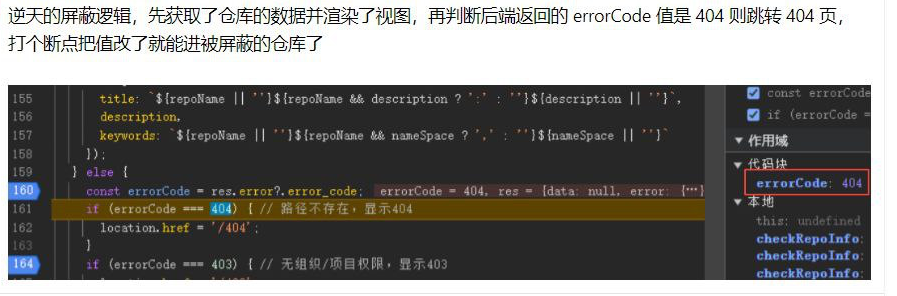 逆天的屏蔽逻辑，先获取了仓库的数据并渲染了视图，再判断后端返回的 errorCode 值是 404 则跳转 404 页，
打个断点把值改了就能进被屏蔽的仓库了
155 title: `${repoName || ''}${repoName && description ? ':' : ''}${description || ''}`,
156 description,
157 keywords: `${repoName || ''}${repoName && nameSpace ? ',' : ''}${nameSpace || ''}`
158 });
159 } else {
160 const errorCode = res.error?.error_code; errorCode = 404, res = {data: null, error: {…}
161 if (errorCode === 404) { // 路径不存在，显示404
162 location.href = '/404';
163 }
164 if (errorCode === 403) { // 无组织/项目权限，显示403
const errorCode
if (errorCode =
作用域
代码块
errorCode: 404
本地
this: undefined
checkRepoInfo:
checkRepoInfo:
checkRepoInfo: